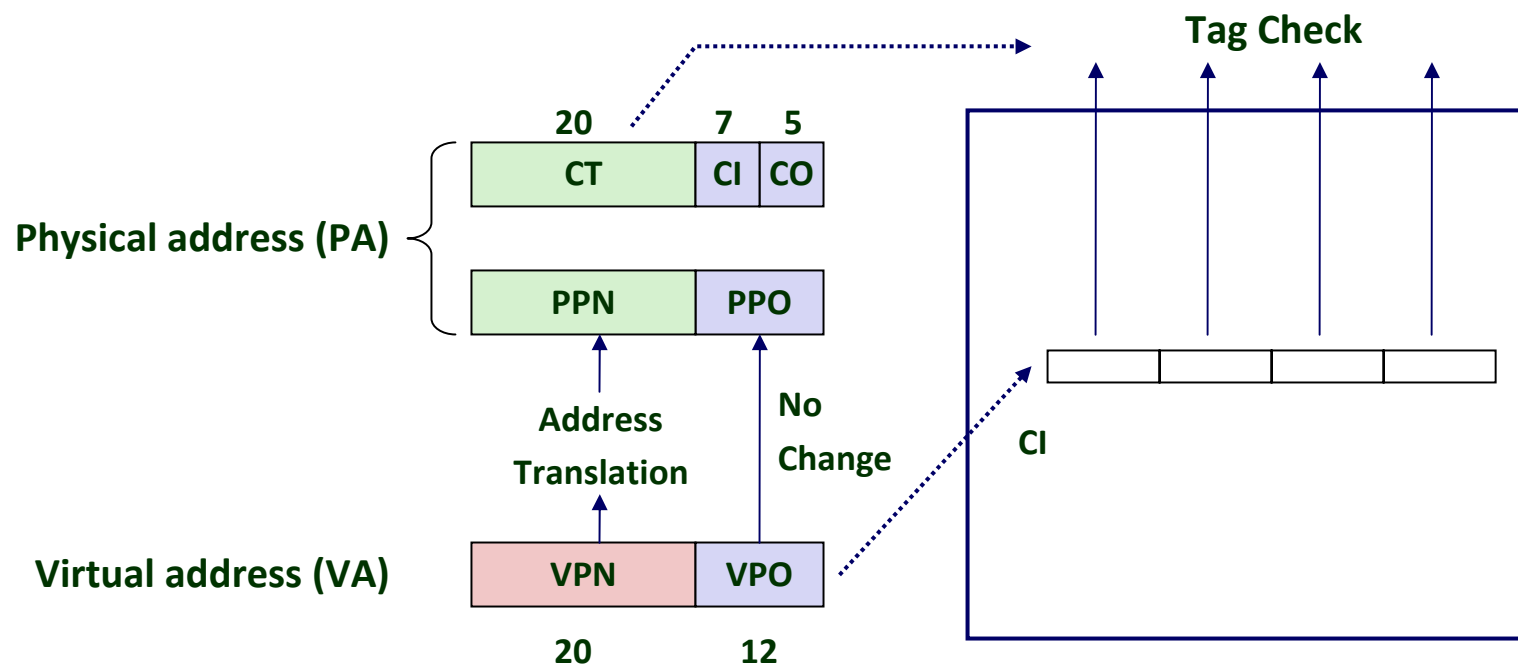 Tag Check
20 7 5
CT CI CO
Physical address (PA)
PPN PPO
Address
Translation
No
Change
CI
Virtual address (VA)
VPN VPO
20 12